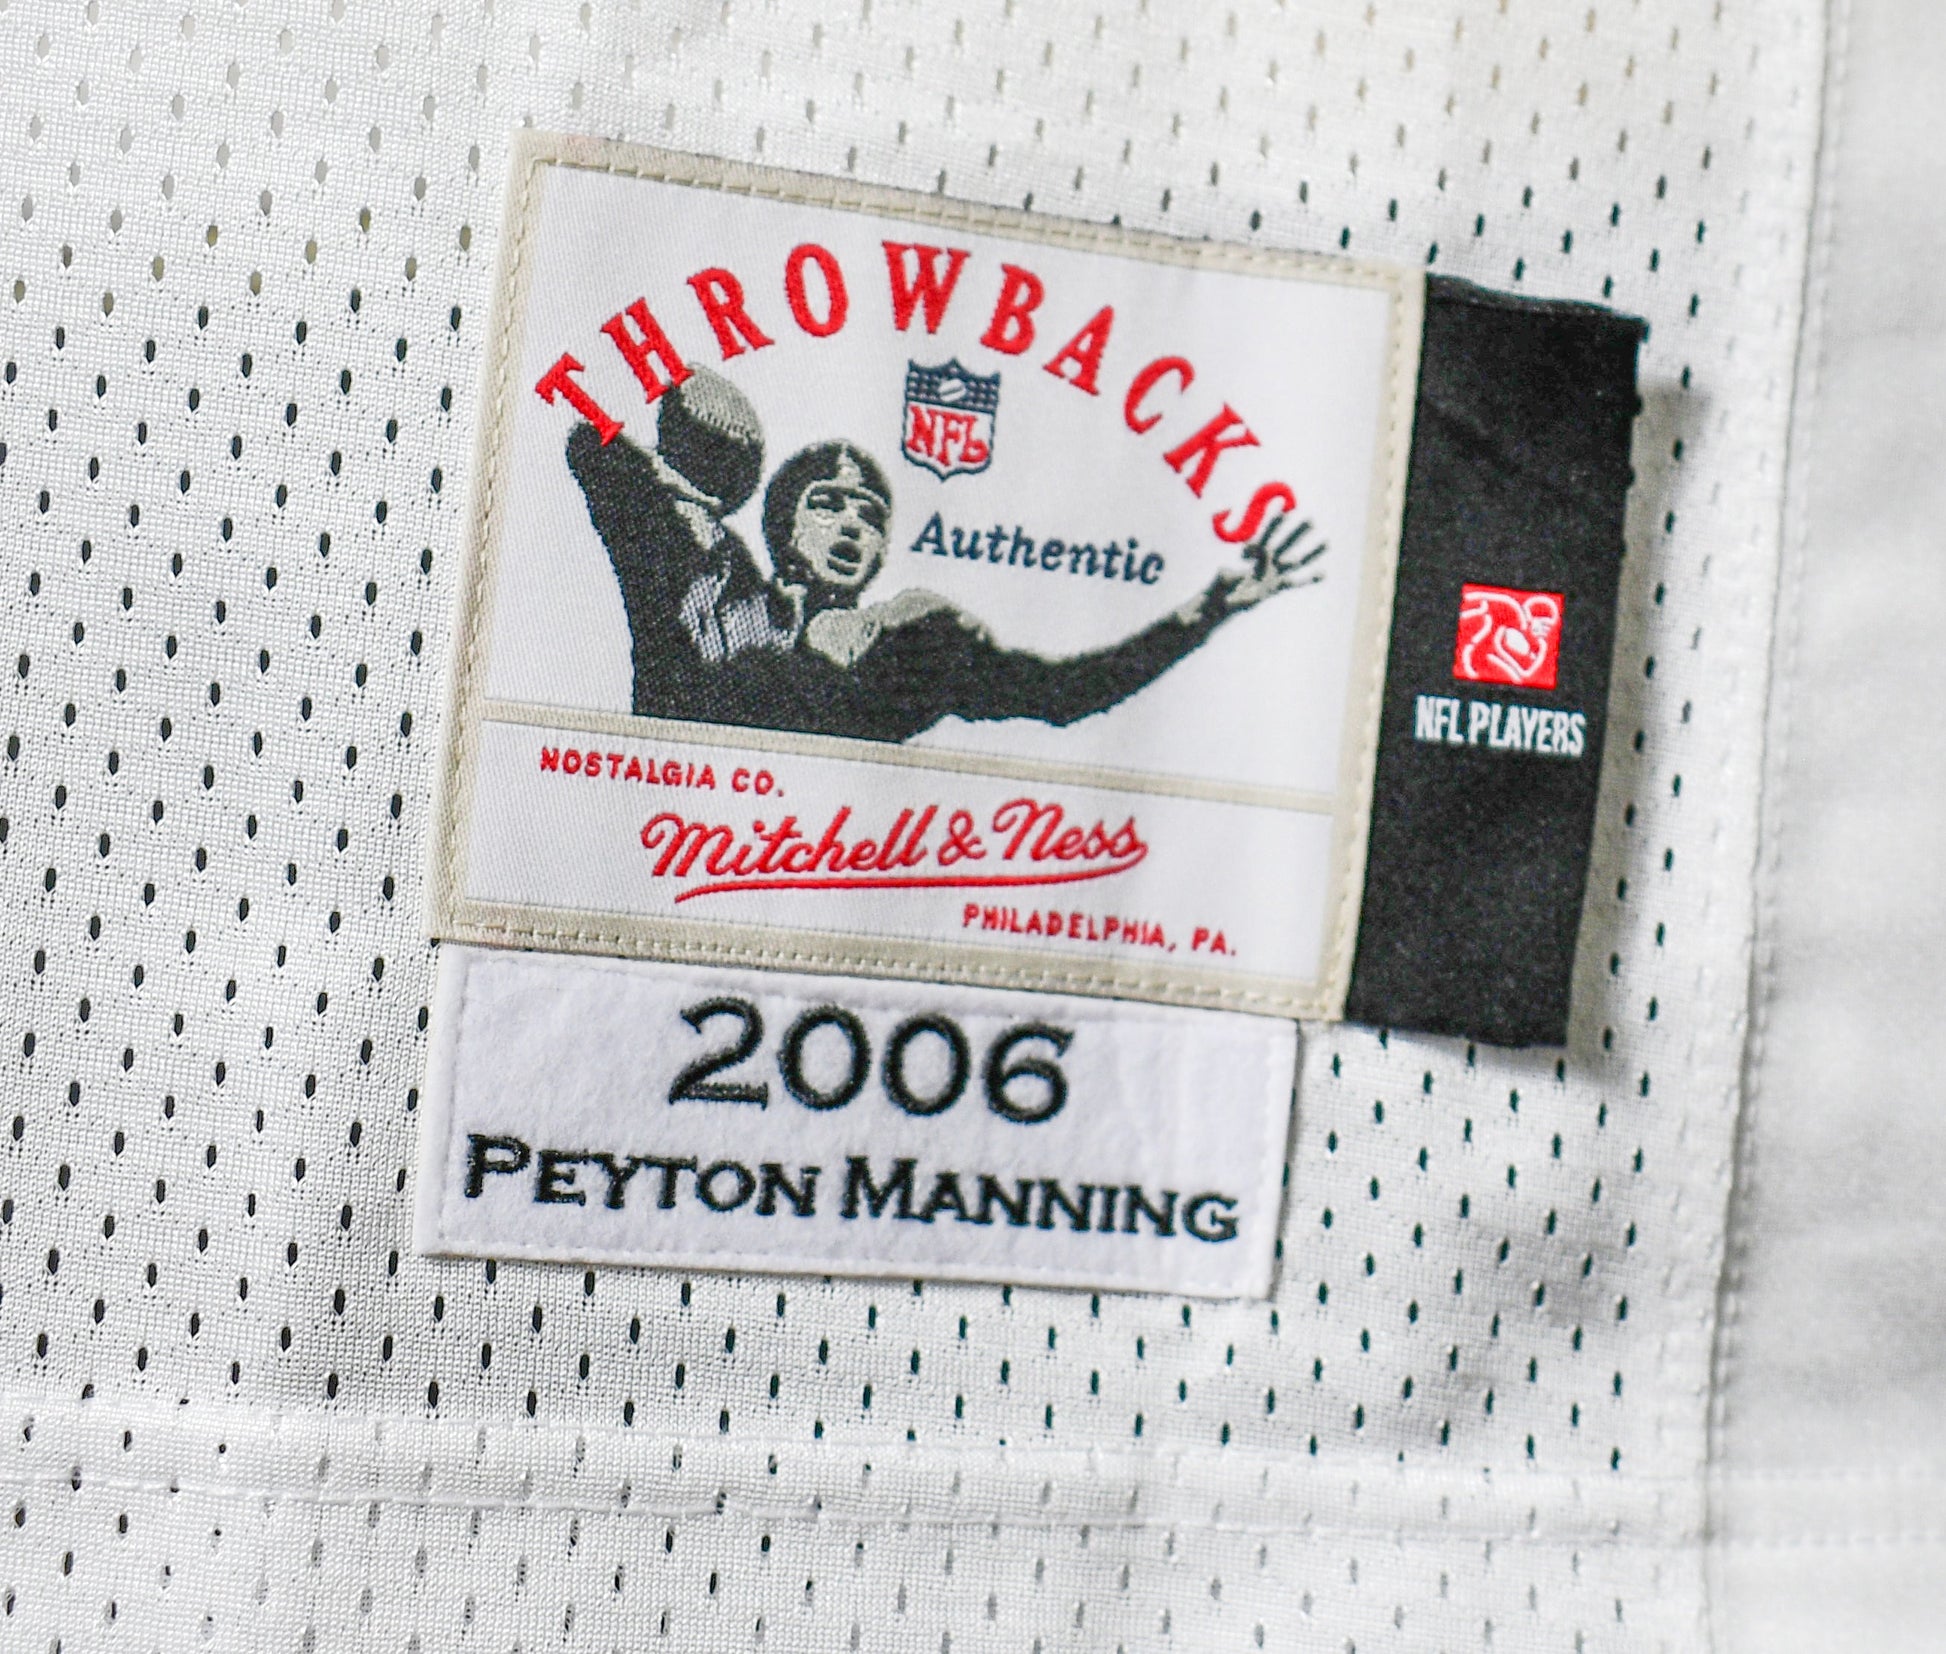 THROWBACKS
NFL
Authentic
NFL PLAYERS
NOSTALGIA CO.
Mitchell & Ness
PHILADELPHIA, PA.
2006
PEYTON MANNING